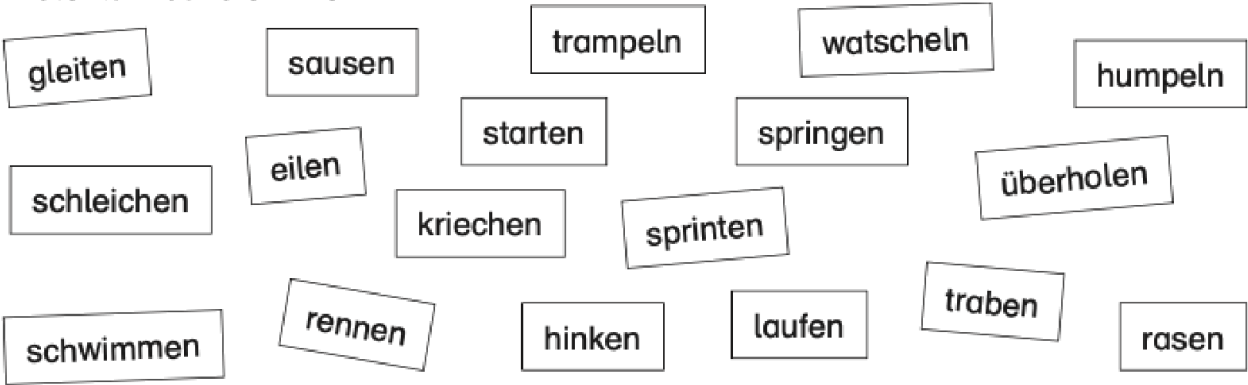 gleiten
sausen
trampeln
watscheln
humpeln
starten
springen
eilen
überholen
schleichen
kriechen
sprinten
schwimmen
rennen
hinken
laufen
traben
rasen